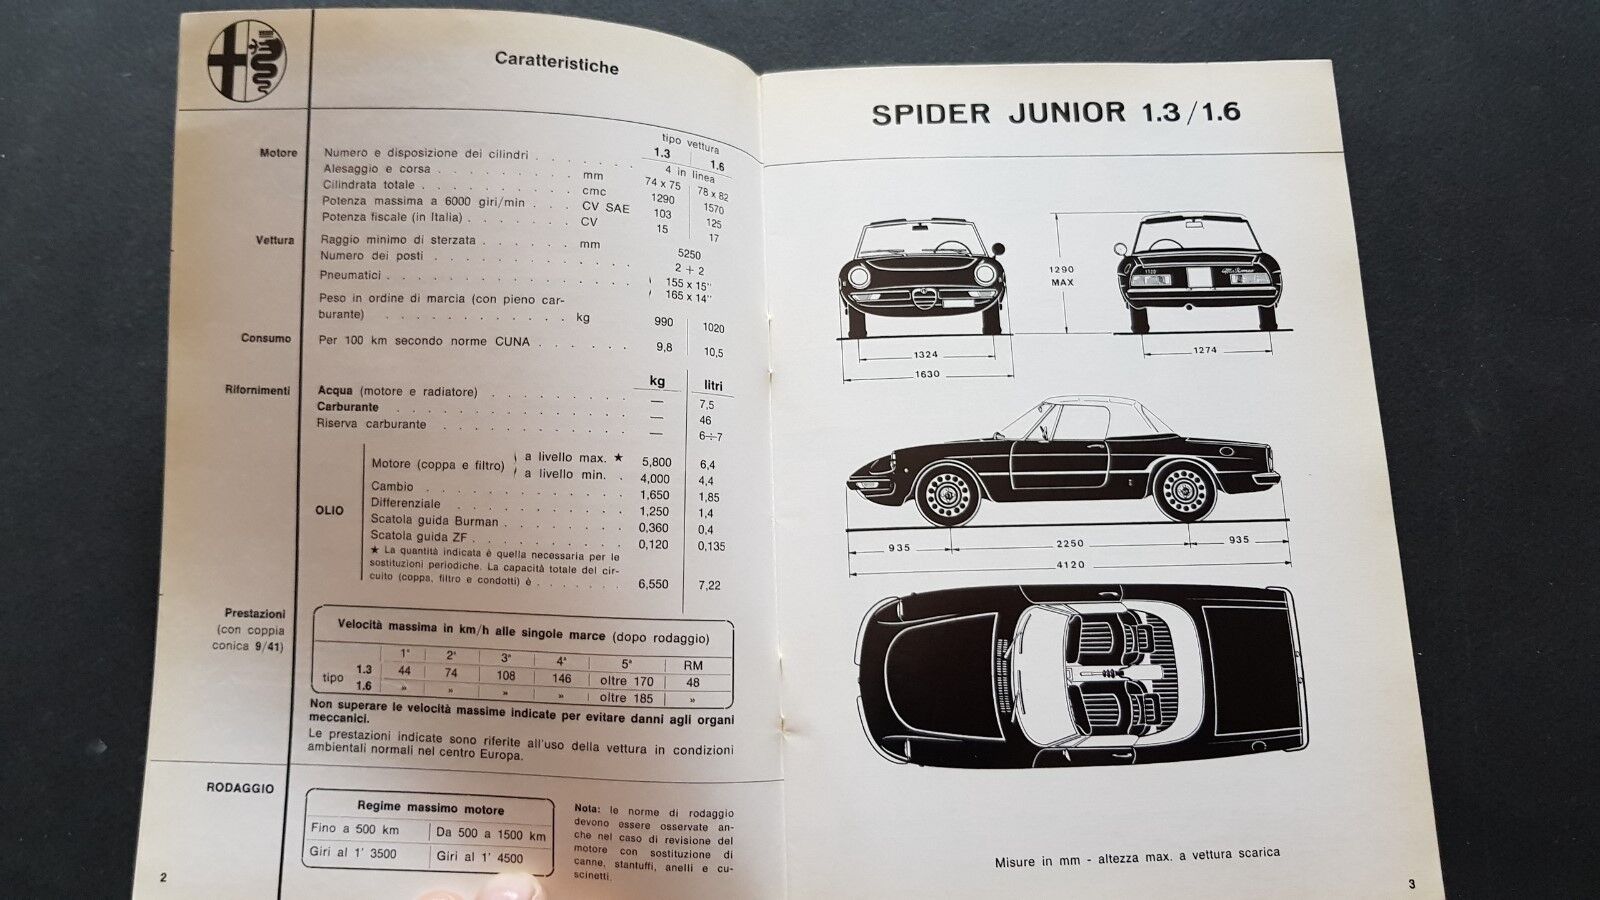 Caratteristiche
tipo vettura
1.3 1.6
Motore Numero e disposizione dei cilindri . . . . . . . 4 in linea
Alesaggio e corsa . . . . . . . . . mm 74 x 75 78 x 82
Cilindrata totale . . . . . . . . . . cmc 1290 1570
Potenza massima a 6000 giri/min . . . CV SAE 103 125
Potenza fiscale (in Italia) . . . . . . . CV 15 17
Vettura Raggio minimo di sterzata . . . . . . mm 5250
Numero dei posti . . . . . . . . . . . 2 + 2
Pneumatici . . . . . . . . . . . . . 155 x 15"
165 x 14"
Peso in ordine di marcia (con pieno car-
burante) . . . . . . . . . . . . kg 990 1020
Consumo Per 100 km secondo norme CUNA . . . . . . 9,8 10,5
kg litri
Rifornimenti Acqua (motore e radiatore) . . . . . . . . — 7,5
Carburante . . . . . . . . . . . . . — 46
Riserva carburante . . . . . . . . . . . — 6÷7
Motore (coppa e filtro) a livello max. ★ 5,800 6,4
a livello min. . 4,000 4,4
Cambio . . . . . . . . . . . . 1,650 1,85
OLIO Differenziale . . . . . . . . . . . 1,250 1,4
Scatola guida Burman . . . . . . . . 0,360 0,4
Scatola guida ZF . . . . . . . . . . 0,120 0,135
★ La quantità indicata è quella necessaria per le
sostituzioni periodiche. La capacità totale del cir-
cuito (coppa, filtro e condotti) è . . . . . . . 6,550 7,22
Prestazioni
(con coppia
conica 9/41)
Velocità massima in km/h alle singole marce (dopo rodaggio)
1ª 2ª 3ª 4ª 5ª RM
tipo 1.3 44 74 108 146 oltre 170 48
1.6 » » » » oltre 185 »
Non superare le velocità massime indicate per evitare danni agli organi
meccanici.
Le prestazioni indicate sono riferite all'uso della vettura in condizioni
ambientali normali nel centro Europa.
RODAGGIO
Regime massimo motore
Fino a 500 km Da 500 a 1500 km
Giri al 1' 3500 Giri al 1' 4500
Nota: le norme di rodaggio
devono essere osservate an-
che nel caso di revisione del
motore con sostituzione di
canne, stantuffi, anelli e cu-
scinetti.
2
SPIDER JUNIOR 1.3/1.6
1290
MAX
1324
1630
1274
935 2250 935
4120
Misure in mm - altezza max. a vettura scarica
3